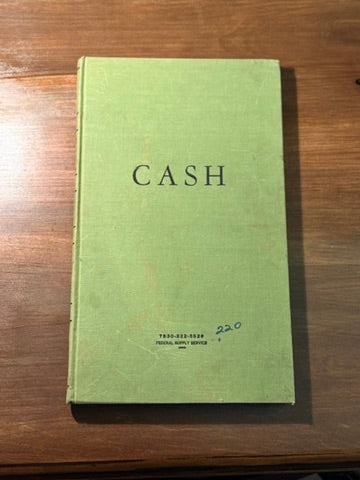 CASH
7530-222-3528
220
FEDERAL SUPPLY SERVICE